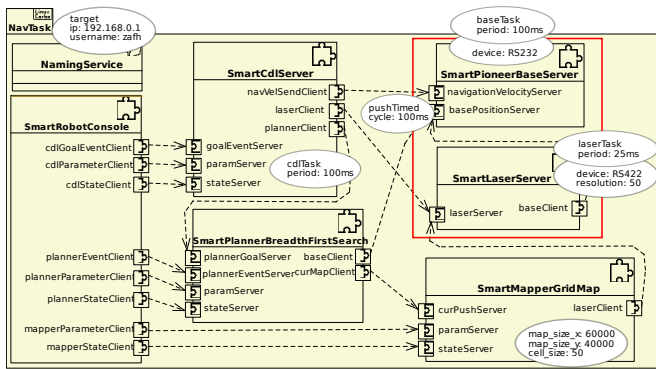 NavTask
Linux
target
ip: 192.168.0.1
username: zafh
NamingService
SmartRobotConsole
cdlGoalEventClient
cdlParameterClient
cdlStateClient
plannerEventClient
plannerParameterClient
plannerStateClient
mapperParameterClient
mapperStateClient
SmartCdlServer
navVelSendClient
laserClient
plannerClient
goalEventServer
paramServer
stateServer
cdlTask
period: 100ms
SmartPlannerBreadthFirstSearch
plannerGoalServer
baseClient
plannerEventServer
curMapClient
paramServer
stateServer
baseTask
period: 100ms
device: RS232
SmartPioneerBaseServer
navigationVelocityServer
basePositionServer
pushTimed
cycle: 100ms
laserTask
period: 25ms
device: RS422
resolution: 50
SmartLaserServer
baseClient
laserServer
SmartMapperGridMap
laserClient
curPushServer
paramServer
stateServer
map_size_x: 60000
map_size_y: 40000
cell_size: 50